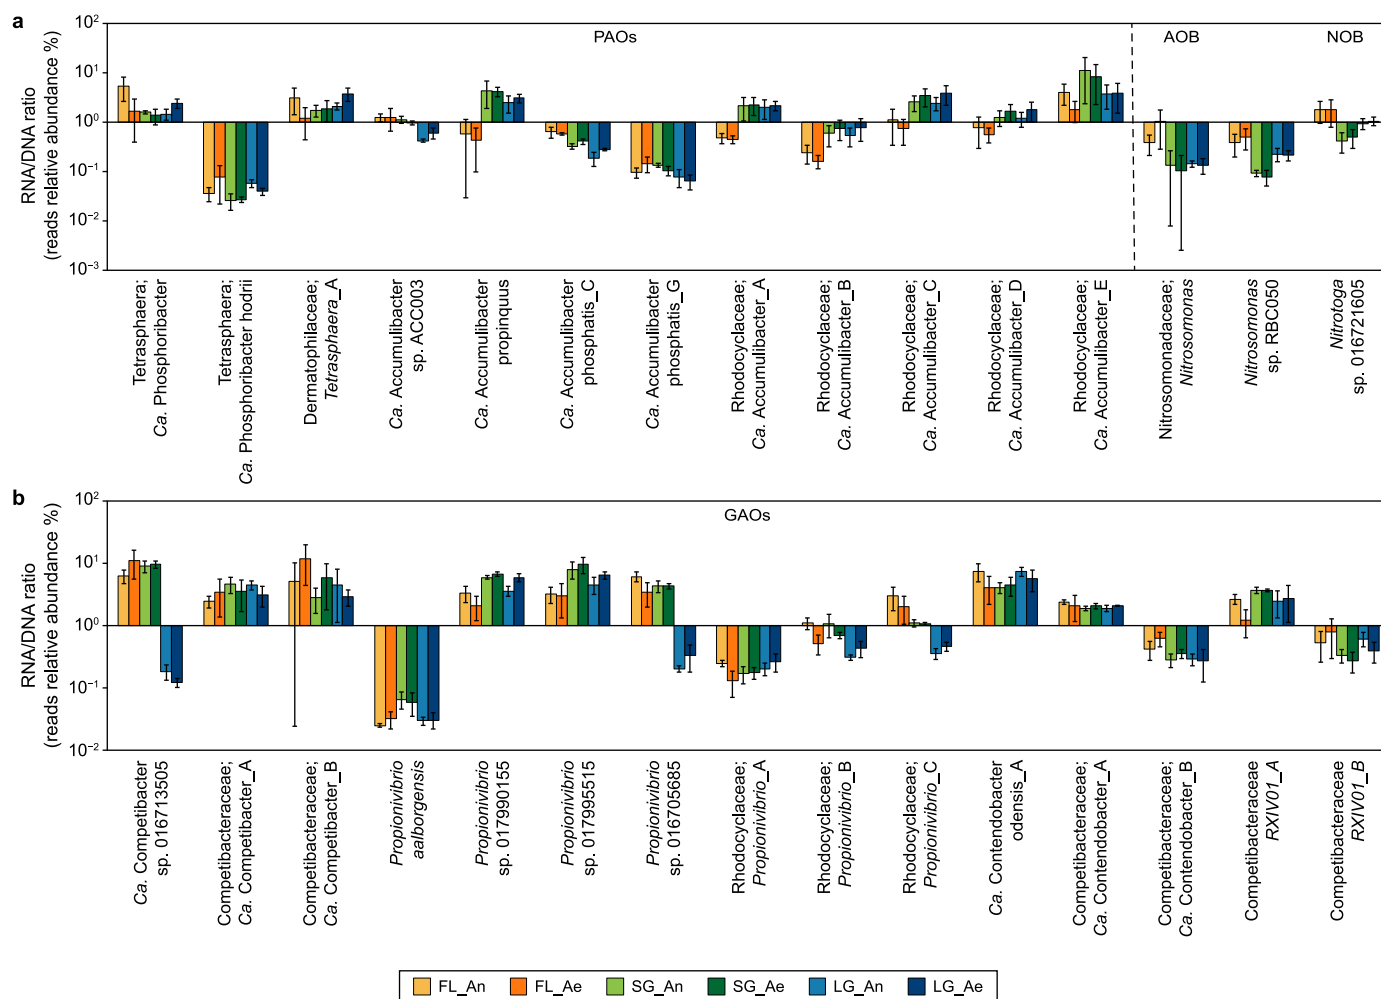 a
PAOs
AOB
NOB
RNA/DNA ratio
(reads relative abundance %)
10²
10¹
10⁰
10⁻¹
10⁻²
10⁻³
Tetrasphaera;
Ca. Phosphoribacter
Tetrasphaera;
Ca. Phosphoribacter hodrii
Dermatophilaceae;
Tetrasphaera_A
Ca. Accumulibacter
sp. ACC003
Ca. Accumulibacter
propinquus
Ca. Accumulibacter
phosphatis_C
Ca. Accumulibacter
phosphatis_G
Rhodocyclaceae;
Ca. Accumulibacter_A
Rhodocyclaceae;
Ca. Accumulibacter_B
Rhodocyclaceae;
Ca. Accumulibacter_C
Rhodocyclaceae;
Ca. Accumulibacter_D
Rhodocyclaceae;
Ca. Accumulibacter_E
Nitrosomonadaceae;
Nitrosomonas
Nitrosomonas
sp. RBC050
Nitrotoga
sp. 016721605
b
GAOs
RNA/DNA ratio
(reads relative abundance %)
10²
10¹
10⁰
10⁻¹
10⁻²
Ca. Competibacter
sp. 016713505
Competibacteraceae;
Ca. Competibacter_A
Competibacteraceae;
Ca. Competibacter_B
Propionivibrio
aalborgensis
Propionivibrio
sp. 017990155
Propionivibrio
sp. 017995515
Propionivibrio
sp. 016705685
Rhodocyclaceae;
Propionivibrio_A
Rhodocyclaceae;
Propionivibrio_B
Rhodocyclaceae;
Propionivibrio_C
Ca. Contendobacter
odensis_A
Competibacteraceae;
Ca. Contendobacter_A
Competibacteraceae;
Ca. Contendobacter_B
Competibacteraceae
RXIV01_A
Competibacteraceae
RXIV01_B
FL_An FL_Ae SG_An SG_Ae LG_An LG_Ae